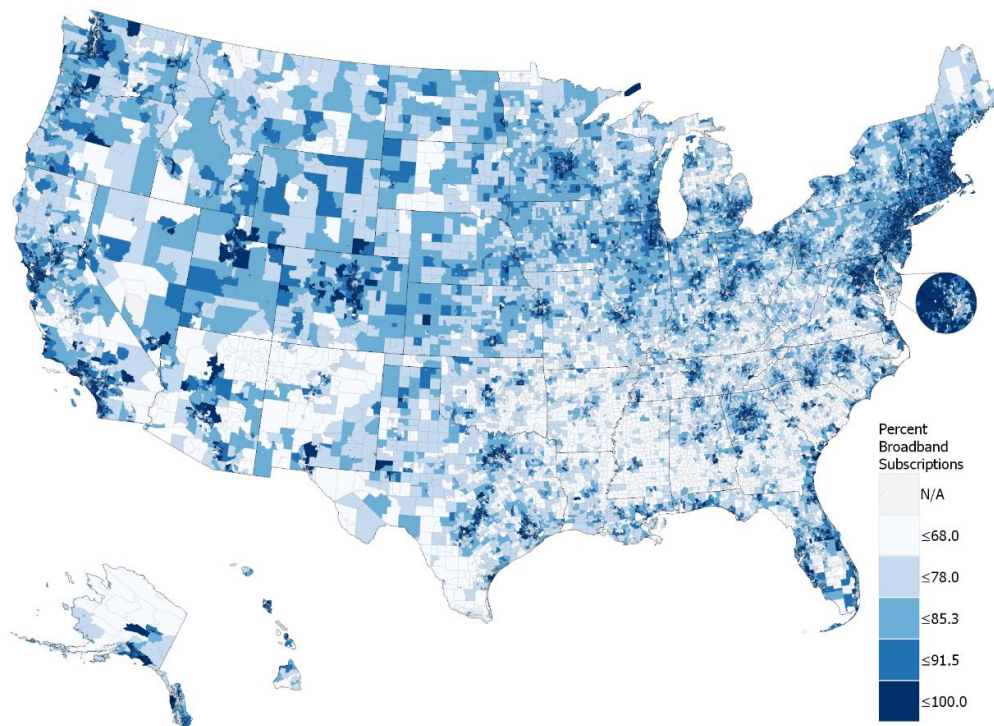 Percent
Broadband
Subscriptions
N/A
≤68.0
≤78.0
≤85.3
≤91.5
≤100.0